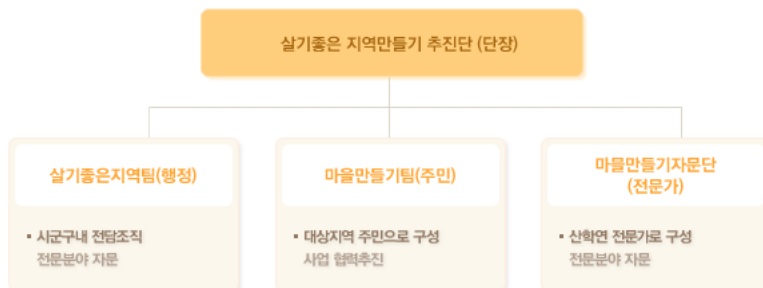 살기좋은 지역만들기 추진단 (단장)
살기좋은지역팀(행정)
▪ 시군구내 전담조직
전문분야 자문
마을만들기팀(주민)
▪ 대상지역 주민으로 구성
사업 협력추진
마을만들기자문단
(전문가)
▪ 산학연 전문가로 구성
전문분야 자문